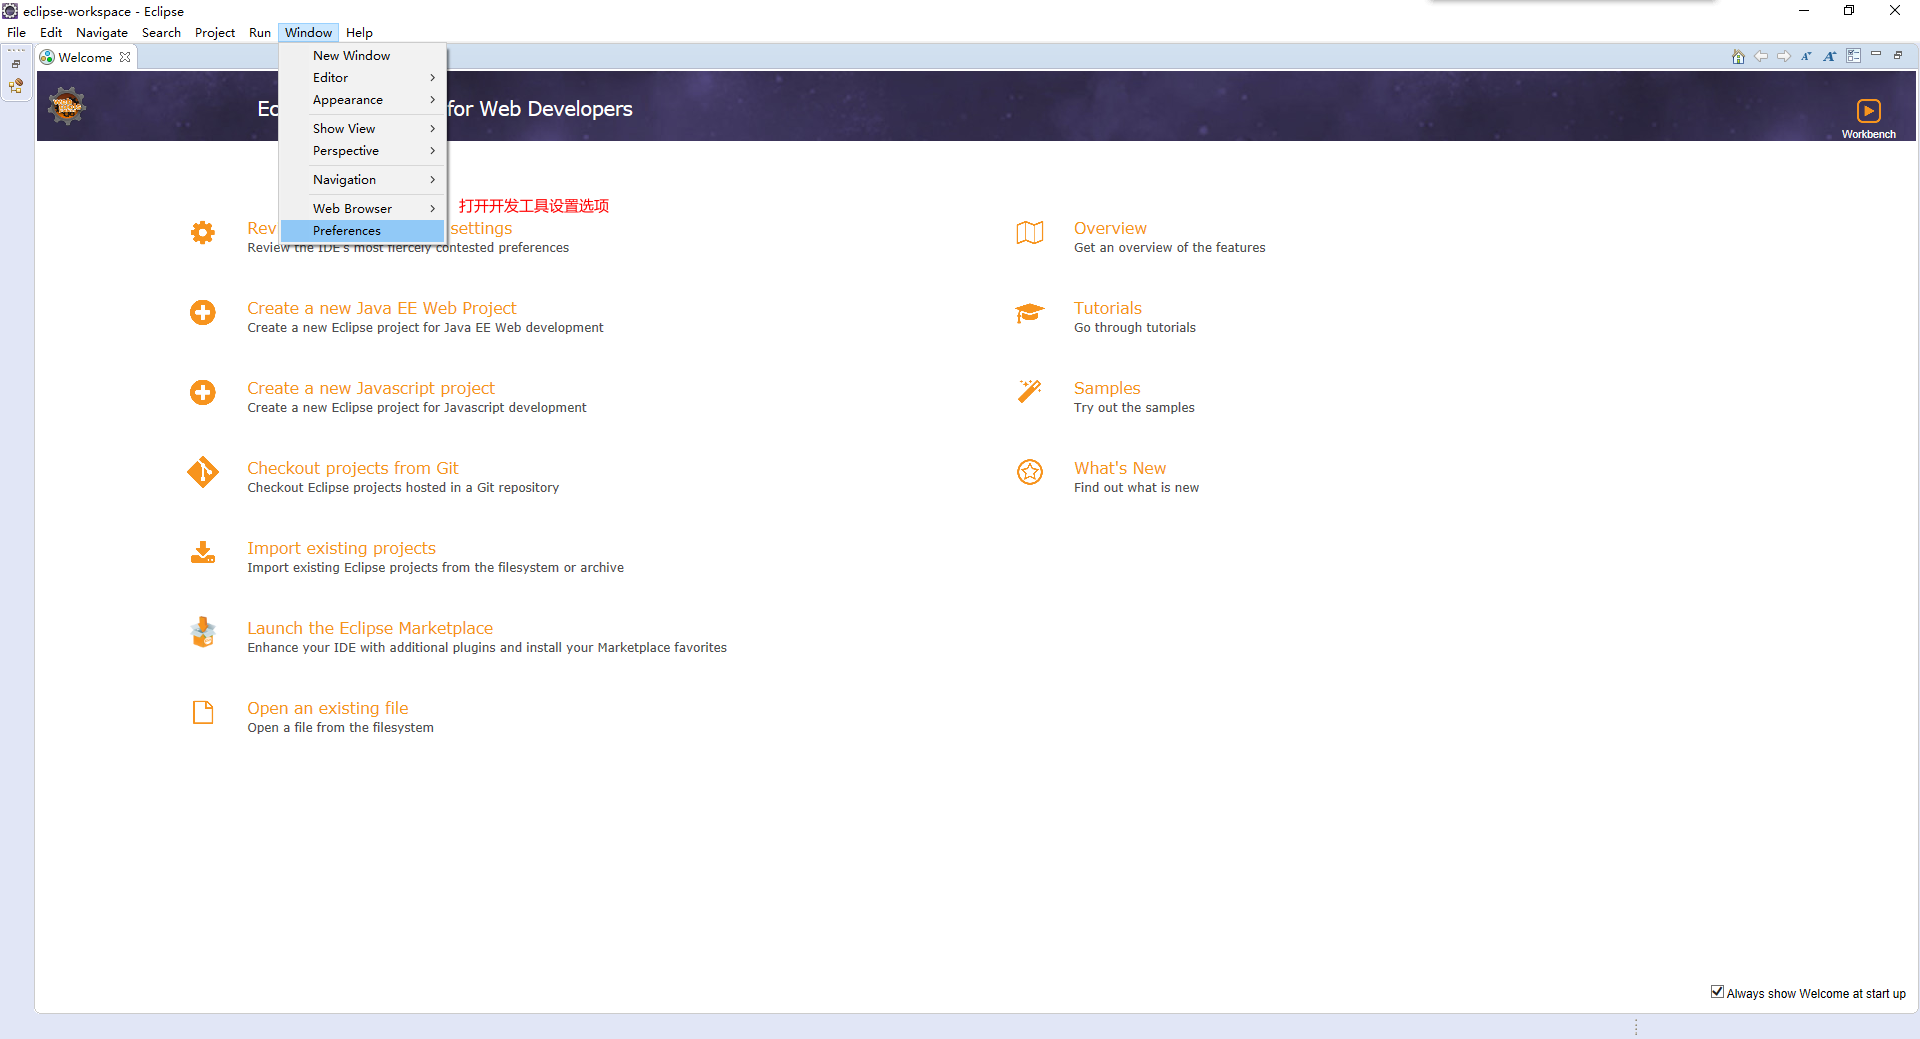 eclipse-workspace - Eclipse
File Edit Navigate Search Project Run Window Help
Welcome
New Window
Editor
Appearance
Show View
Perspective
Navigation
Web Browser
Preferences
for Web Developers
Workbench
打开开发工具设置选项
settings
Review the IDE's most fiercely contested preferences
Create a new Java EE Web Project
Create a new Eclipse project for Java EE Web development
Create a new Javascript project
Create a new Eclipse project for Javascript development
Checkout projects from Git
Checkout Eclipse projects hosted in a Git repository
Import existing projects
Import existing Eclipse projects from the filesystem or archive
Launch the Eclipse Marketplace
Enhance your IDE with additional plugins and install your Marketplace favorites
Open an existing file
Open a file from the filesystem
Overview
Get an overview of the features
Tutorials
Go through tutorials
Samples
Try out the samples
What's New
Find out what is new
Always show Welcome at start up